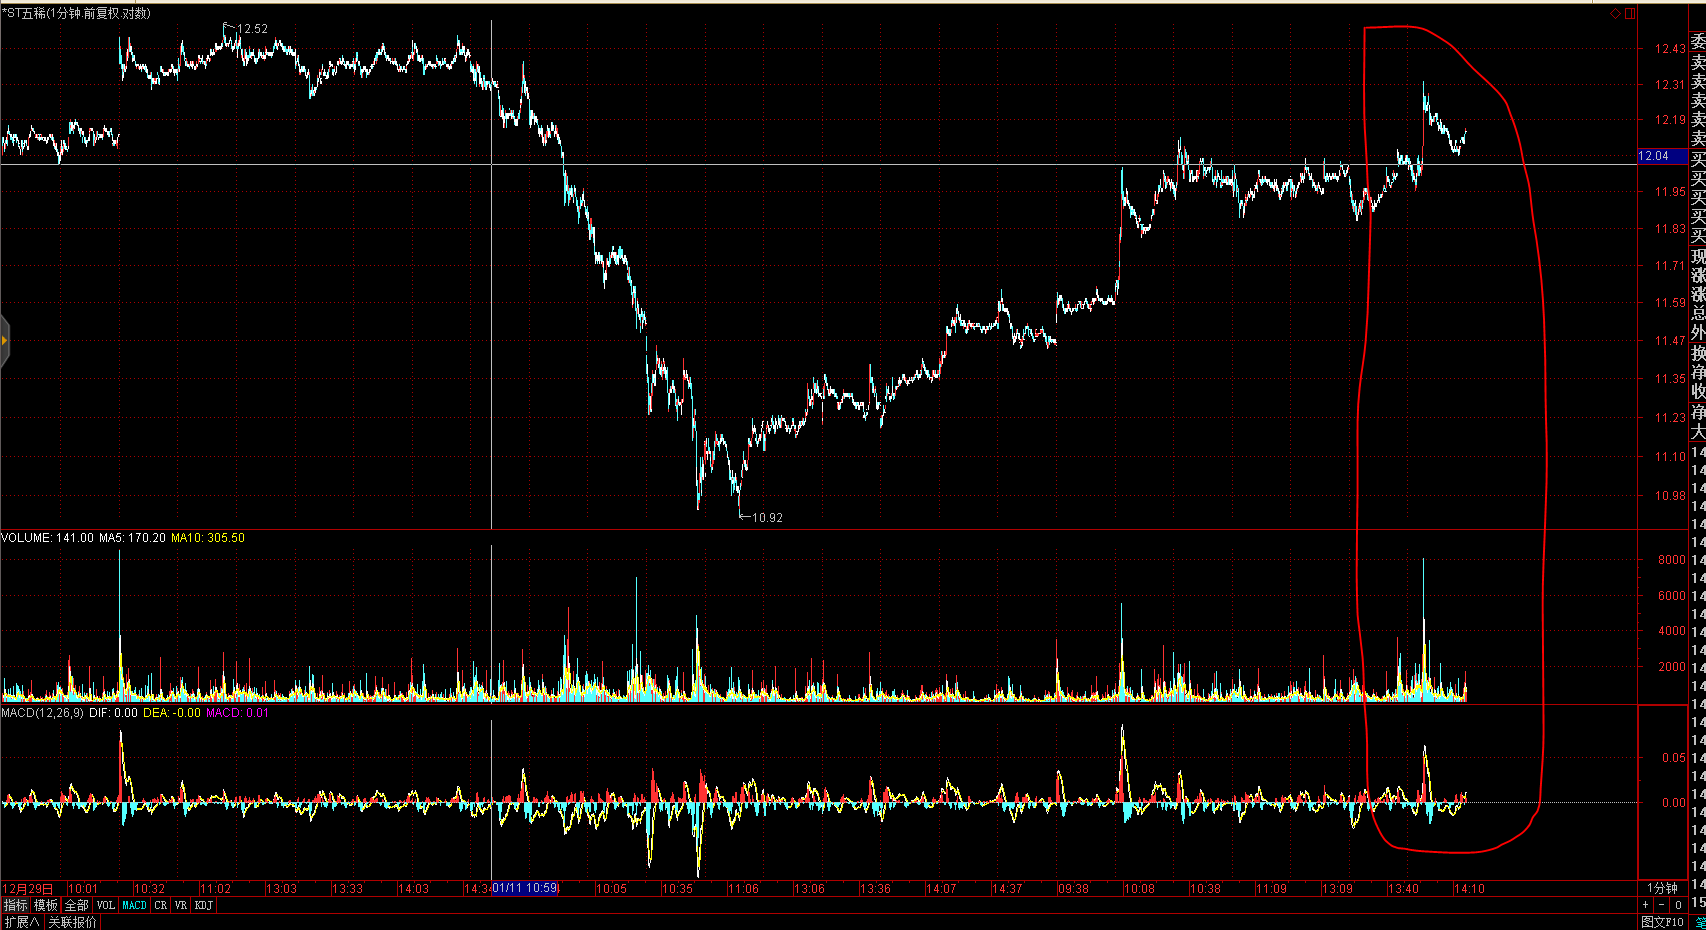 *ST五稀(1分钟.前复权.对数)
12.52
12.43
12.31
12.19
12.04
11.95
11.83
11.71
11.59
11.47
11.35
11.23
11.10
10.98
10.92
VOLUME: 141.00 MA5: 170.20 MA10: 305.50
8000
6000
4000
2000
MACD(12,26,9) DIF: 0.00 DEA: -0.00 MACD: 0.01
0.05
0.00
12月29日 10:01 10:32 11:02 13:03 13:33 14:03 14:34 01/11 10:59 10:05 10:35 11:06 13:06 13:36 14:07 14:37 09:38 10:08 10:38 11:09 13:09 13:40 14:10 1分钟
指标 模板 全部 VOL MACD CR VR KDJ + - 0
扩展∧ 关联报价 图文F10
委
卖
卖
卖
卖
卖
买
买
买
买
买
现
涨
涨
总
外
换
净
收
净
大